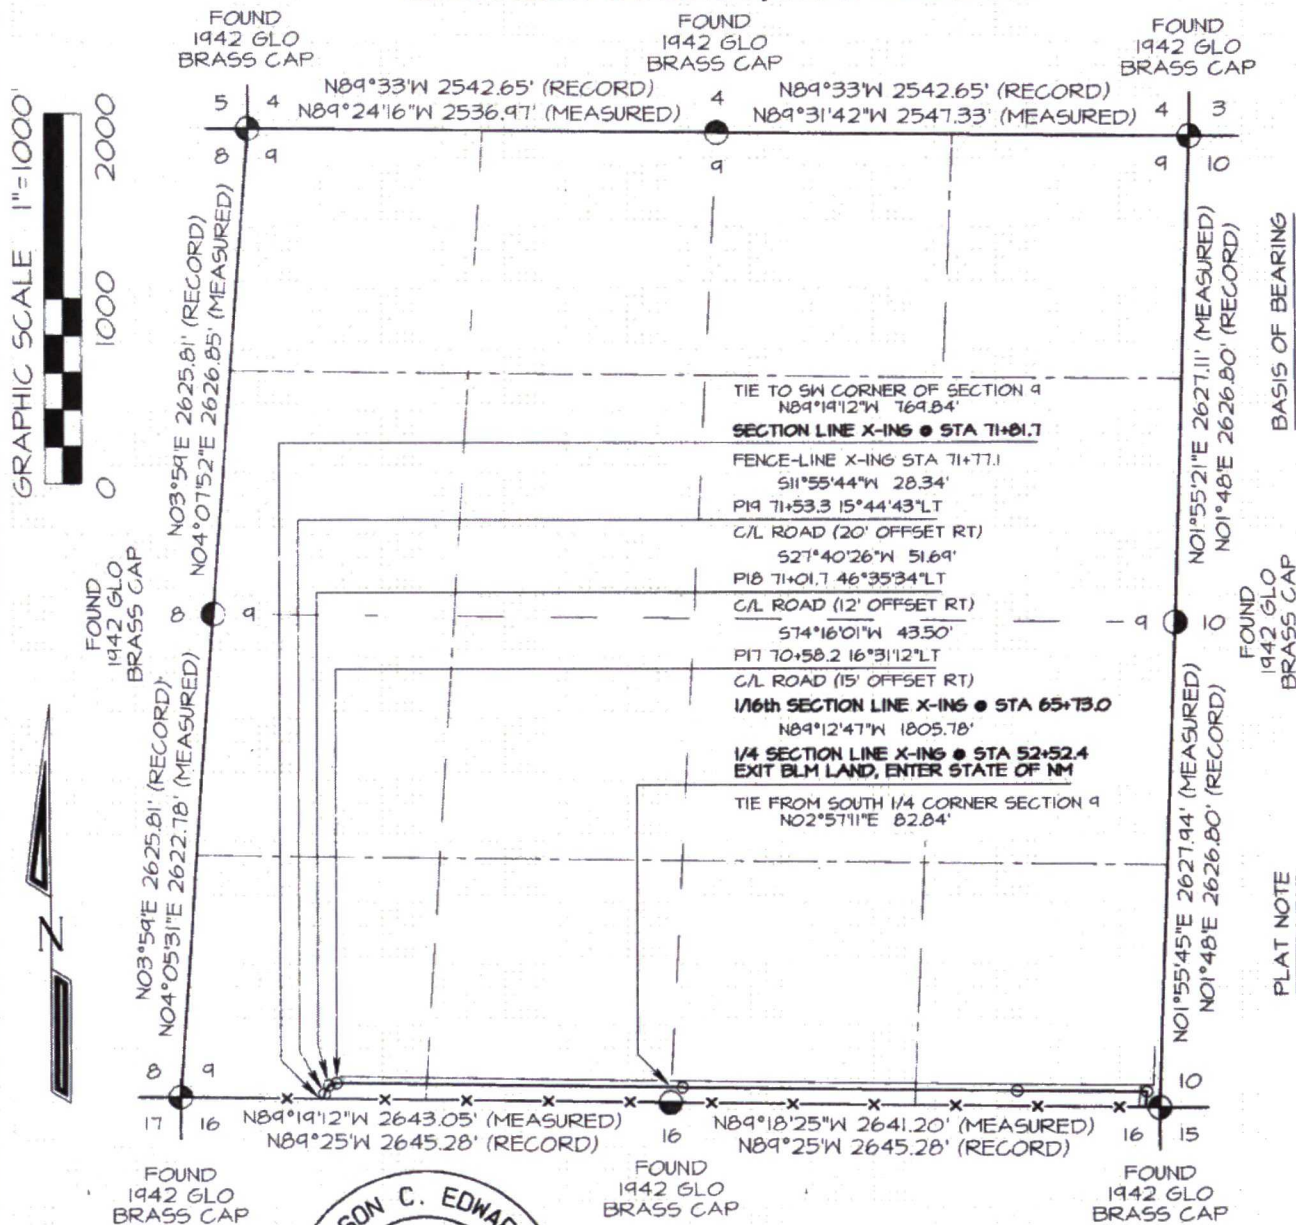 FOUND
1942 GLO
BRASS CAP
FOUND
1942 GLO
BRASS CAP
FOUND
1942 GLO
BRASS CAP
N89°33'W 2542.65' (RECORD)
N89°24'16"W 2536.97' (MEASURED)
N89°33'W 2542.65' (RECORD)
N89°31'42"W 2547.33' (MEASURED)
5 4
8 9
4
9
4 3
9 10
GRAPHIC SCALE 1"=1000'
0 1000 2000
N03°59'E 2625.81' (RECORD)
N04°07'52"E 2626.85' (MEASURED)
N01°55'21"E 2627.11' (MEASURED)
N01°48'E 2626.80' (RECORD)
BASIS OF BEARING
TIE TO SW CORNER OF SECTION 9
N89°19'12"W 769.84'
SECTION LINE X-ING @ STA 71+81.7
FENCE-LINE X-ING STA 71+77.1
S11°55'44"W 28.34'
PI9 71+53.3 15°44'43"LT
C/L ROAD (20' OFFSET RT)
S27°40'26"W 51.69'
PI8 71+01.7 46°35'34"LT
C/L ROAD (12' OFFSET RT)
S74°16'01"W 43.50'
PI7 70+58.2 16°31'12"LT
C/L ROAD (15' OFFSET RT)
1/16th SECTION LINE X-ING @ STA 65+73.0
N89°12'47"W 1805.78'
1/4 SECTION LINE X-ING @ STA 52+52.4
EXIT BLM LAND, ENTER STATE OF NM
TIE FROM SOUTH 1/4 CORNER SECTION 9
N02°57'11"E 82.84'
FOUND
1942 GLO
BRASS CAP
8 9
9 10
FOUND
1942 GLO
BRASS CAP
N03°59'E 2625.81' (RECORD)
N04°05'31"E 2622.78' (MEASURED)
N01°55'45"E 2627.94' (MEASURED)
N01°48'E 2626.80' (RECORD)
PLAT NOTE
N
8 9
17 16
10
16 15
16
N89°19'12"W 2643.05' (MEASURED)
N89°25'W 2645.28' (RECORD)
N89°18'25"W 2641.20' (MEASURED)
N89°25'W 2645.28' (RECORD)
FOUND
1942 GLO
BRASS CAP
FOUND
1942 GLO
BRASS CAP
FOUND
1942 GLO
BRASS CAP
SON C. EDWA